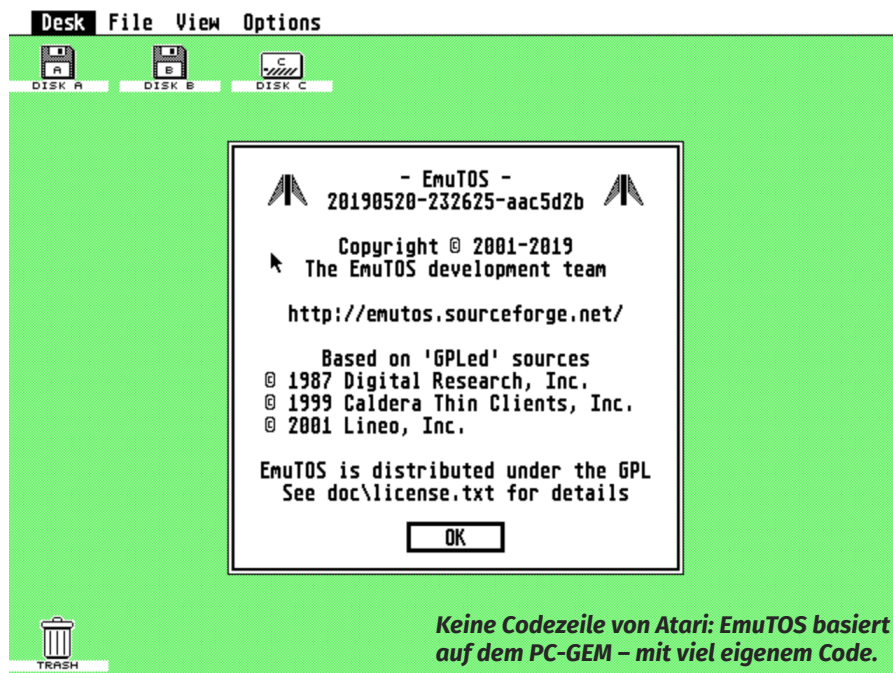 Desk File View Options
A B C
DISK A DISK B DISK C
- EmuTOS -
20190520-232625-aac5d2b
Copyright © 2001-2019
The EmuTOS development team
http://emutos.sourceforge.net/
Based on 'GPLed' sources
© 1987 Digital Research, Inc.
© 1999 Caldera Thin Clients, Inc.
© 2001 Lineo, Inc.
EmuTOS is distributed under the GPL
See doc\license.txt for details
OK
TRASH
Keine Codezeile von Atari: EmuTOS basiert
auf dem PC-GEM – mit viel eigenem Code.